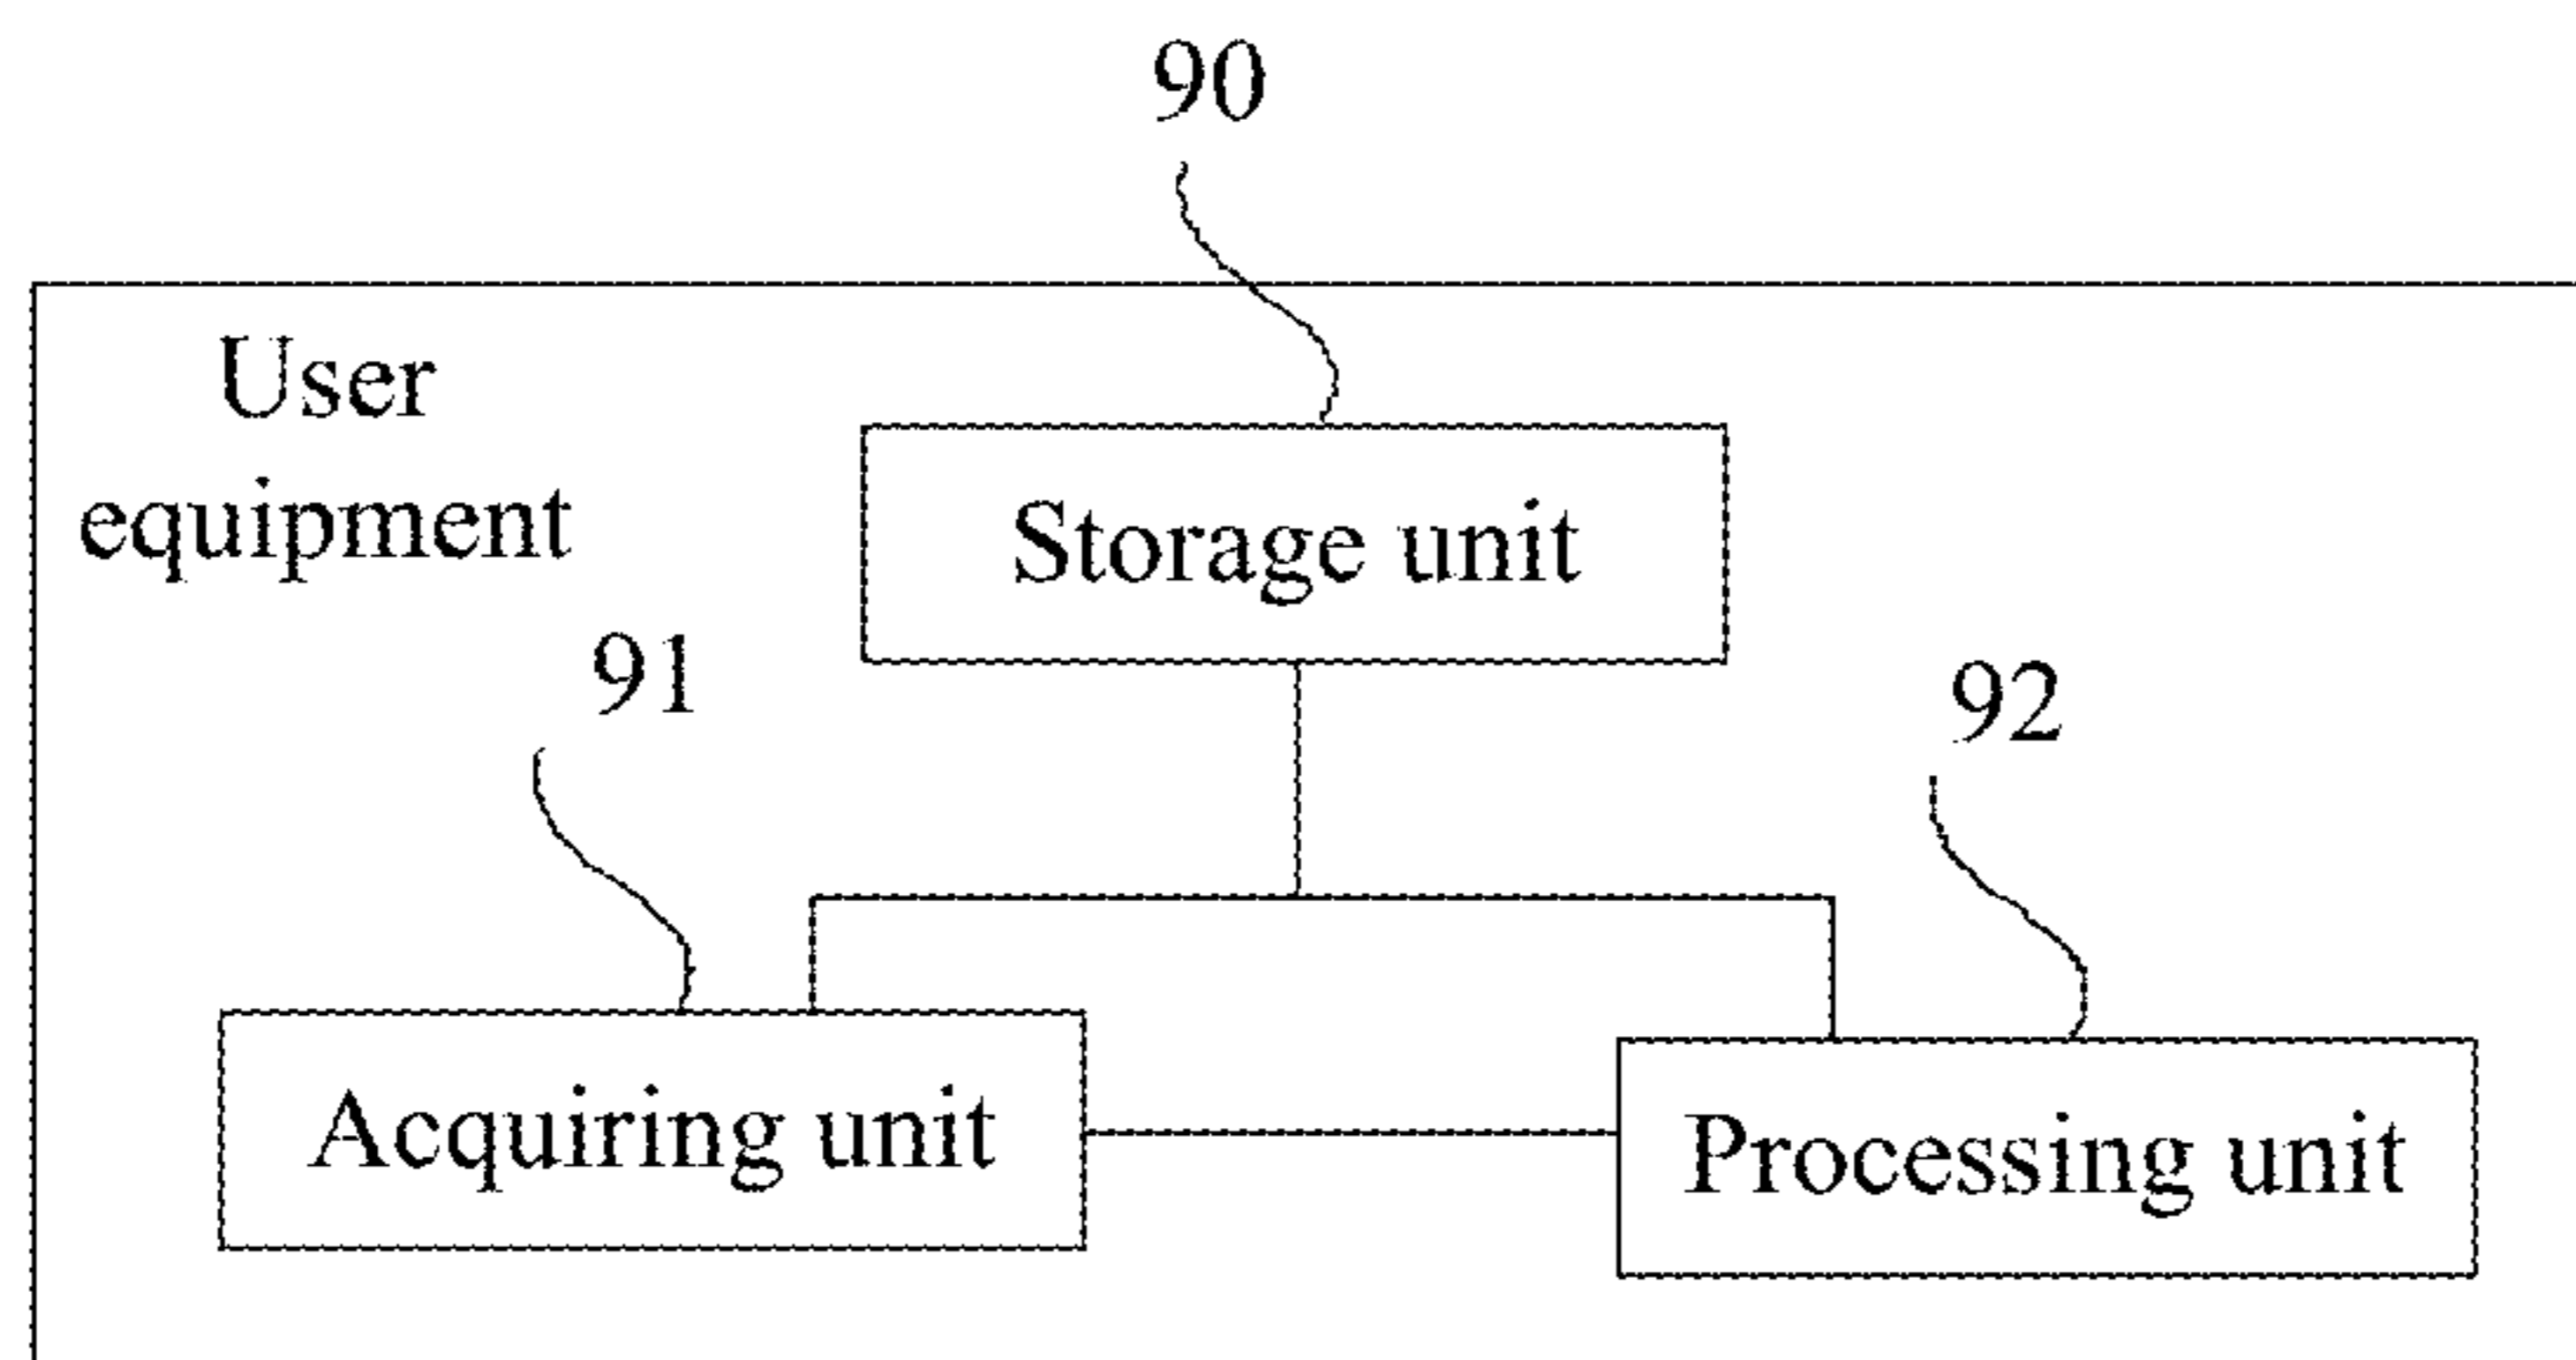 90
User
equipment
Storage unit
91
92
Acquiring unit
Processing unit